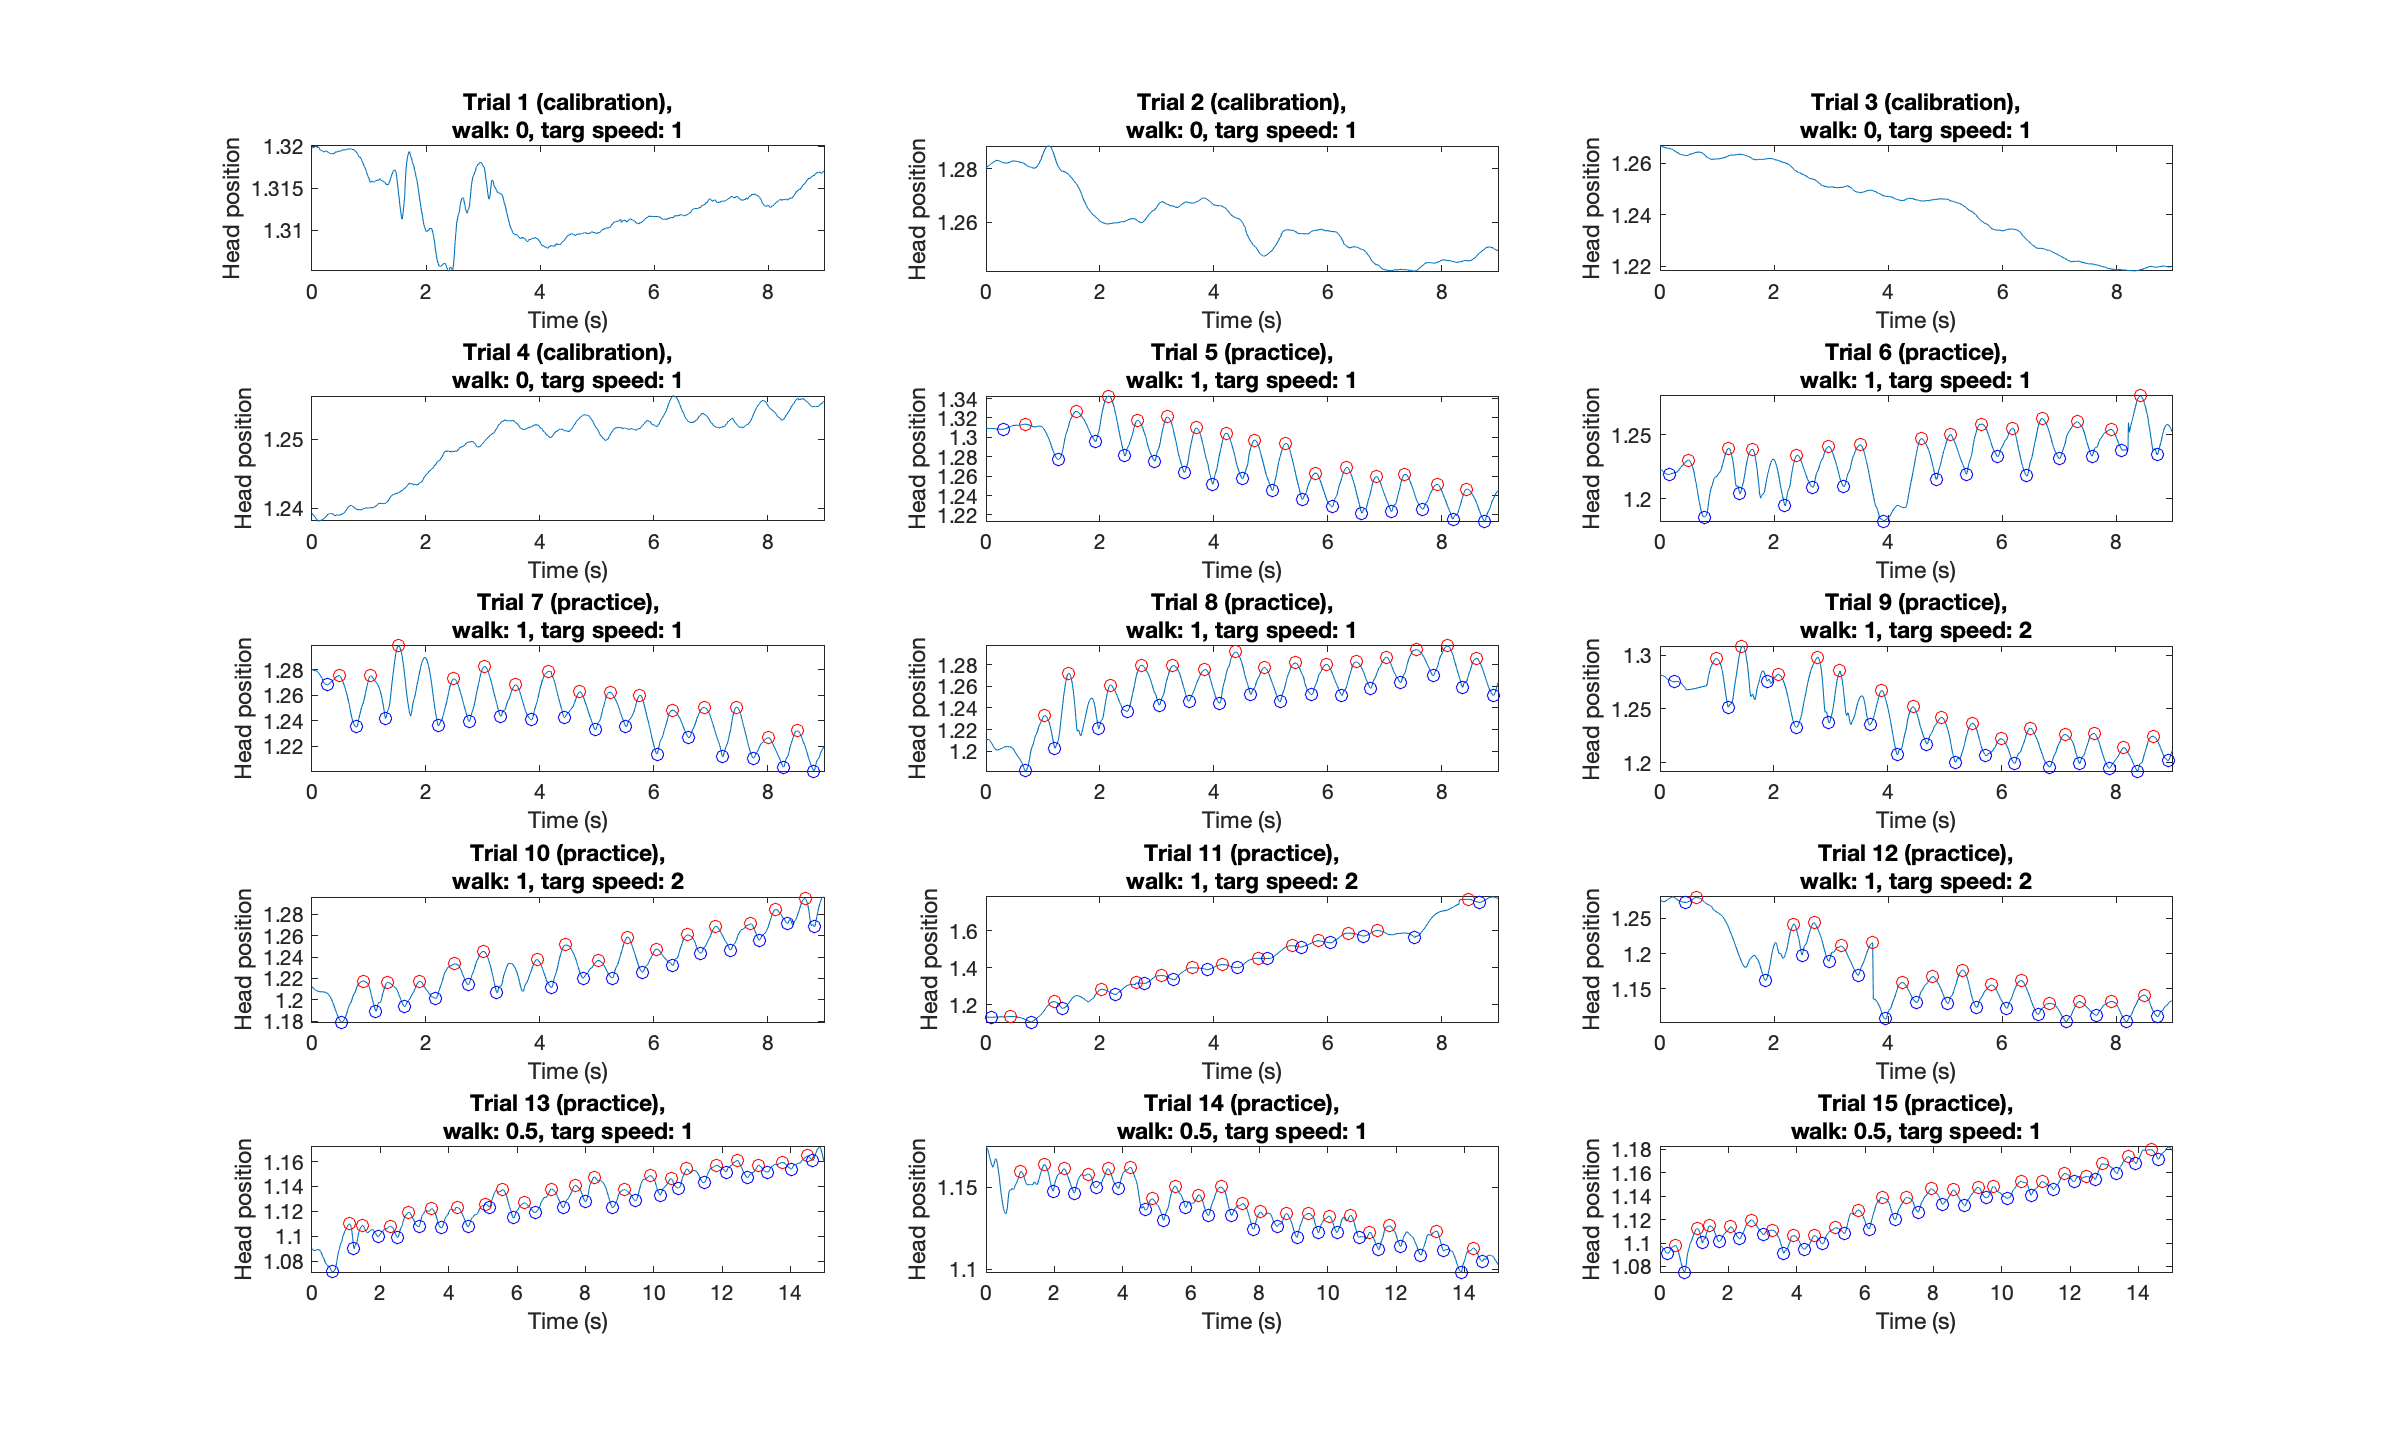 Trial 1 (calibration),
walk: 0, targ speed: 1
Head position
1.32
1.315
1.31
0 2 4 6 8
Time (s)
Trial 2 (calibration),
walk: 0, targ speed: 1
Head position
1.28
1.26
0 2 4 6 8
Time (s)
Trial 3 (calibration),
walk: 0, targ speed: 1
Head position
1.26
1.24
1.22
0 2 4 6 8
Time (s)
Trial 4 (calibration),
walk: 0, targ speed: 1
Head position
1.25
1.24
0 2 4 6 8
Time (s)
Trial 5 (practice),
walk: 1, targ speed: 1
Head position
1.34
1.32
1.3
1.28
1.26
1.24
1.22
0 2 4 6 8
Time (s)
Trial 6 (practice),
walk: 1, targ speed: 1
Head position
1.25
1.2
0 2 4 6 8
Time (s)
Trial 7 (practice),
walk: 1, targ speed: 1
Head position
1.28
1.26
1.24
1.22
0 2 4 6 8
Time (s)
Trial 8 (practice),
walk: 1, targ speed: 1
Head position
1.28
1.26
1.24
1.22
1.2
0 2 4 6 8
Time (s)
Trial 9 (practice),
walk: 1, targ speed: 2
Head position
1.3
1.25
1.2
0 2 4 6 8
Time (s)
Trial 10 (practice),
walk: 1, targ speed: 2
Head position
1.28
1.26
1.24
1.22
1.2
1.18
0 2 4 6 8
Time (s)
Trial 11 (practice),
walk: 1, targ speed: 2
Head position
1.6
1.4
1.2
0 2 4 6 8
Time (s)
Trial 12 (practice),
walk: 1, targ speed: 2
Head position
1.25
1.2
1.15
0 2 4 6 8
Time (s)
Trial 13 (practice),
walk: 0.5, targ speed: 1
Head position
1.16
1.14
1.12
1.1
1.08
0 2 4 6 8 10 12 14
Time (s)
Trial 14 (practice),
walk: 0.5, targ speed: 1
Head position
1.15
1.1
0 2 4 6 8 10 12 14
Time (s)
Trial 15 (practice),
walk: 0.5, targ speed: 1
Head position
1.18
1.16
1.14
1.12
1.1
1.08
0 2 4 6 8 10 12 14
Time (s)